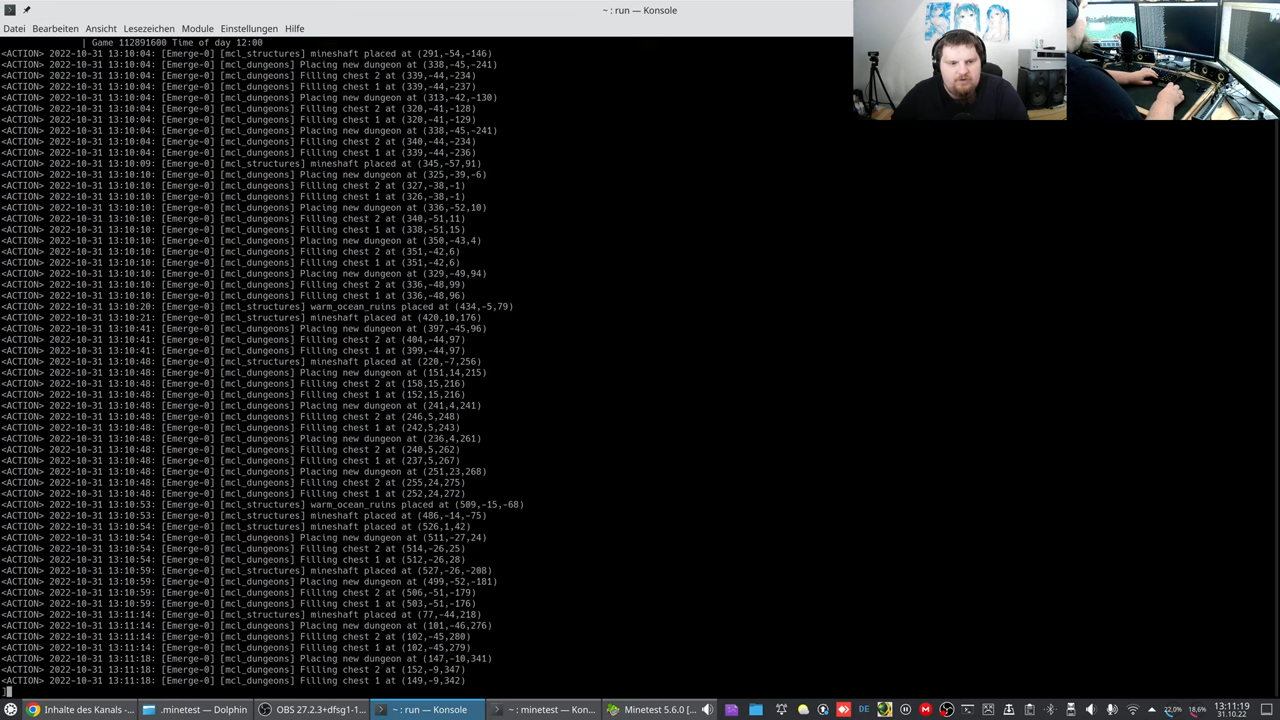 ~ : run — Konsole
Datei Bearbeiten Ansicht Lesezeichen Module Einstellungen Hilfe
| Game 112891600 Time of day 12:00
<ACTION> 2022-10-31 13:10:04: [Emerge-0] [mcl_structures] mineshaft placed at (291,-54,-146)
<ACTION> 2022-10-31 13:10:04: [Emerge-0] [mcl_dungeons] Placing new dungeon at (338,-45,-241)
<ACTION> 2022-10-31 13:10:04: [Emerge-0] [mcl_dungeons] Filling chest 2 at (339,-44,-234)
<ACTION> 2022-10-31 13:10:04: [Emerge-0] [mcl_dungeons] Filling chest 1 at (339,-44,-237)
<ACTION> 2022-10-31 13:10:04: [Emerge-0] [mcl_dungeons] Placing new dungeon at (313,-42,-130)
<ACTION> 2022-10-31 13:10:04: [Emerge-0] [mcl_dungeons] Filling chest 2 at (320,-41,-128)
<ACTION> 2022-10-31 13:10:04: [Emerge-0] [mcl_dungeons] Filling chest 1 at (320,-41,-129)
<ACTION> 2022-10-31 13:10:04: [Emerge-0] [mcl_dungeons] Placing new dungeon at (338,-45,-241)
<ACTION> 2022-10-31 13:10:04: [Emerge-0] [mcl_dungeons] Filling chest 2 at (340,-44,-234)
<ACTION> 2022-10-31 13:10:04: [Emerge-0] [mcl_dungeons] Filling chest 1 at (339,-44,-236)
<ACTION> 2022-10-31 13:10:09: [Emerge-0] [mcl_structures] mineshaft placed at (345,-57,91)
<ACTION> 2022-10-31 13:10:10: [Emerge-0] [mcl_dungeons] Placing new dungeon at (325,-39,-6)
<ACTION> 2022-10-31 13:10:10: [Emerge-0] [mcl_dungeons] Filling chest 2 at (327,-38,-1)
<ACTION> 2022-10-31 13:10:10: [Emerge-0] [mcl_dungeons] Filling chest 1 at (326,-38,-1)
<ACTION> 2022-10-31 13:10:10: [Emerge-0] [mcl_dungeons] Placing new dungeon at (336,-52,10)
<ACTION> 2022-10-31 13:10:10: [Emerge-0] [mcl_dungeons] Filling chest 2 at (340,-51,11)
<ACTION> 2022-10-31 13:10:10: [Emerge-0] [mcl_dungeons] Filling chest 1 at (338,-51,15)
<ACTION> 2022-10-31 13:10:10: [Emerge-0] [mcl_dungeons] Placing new dungeon at (350,-43,4)
<ACTION> 2022-10-31 13:10:10: [Emerge-0] [mcl_dungeons] Filling chest 2 at (351,-42,6)
<ACTION> 2022-10-31 13:10:10: [Emerge-0] [mcl_dungeons] Filling chest 1 at (351,-42,6)
<ACTION> 2022-10-31 13:10:10: [Emerge-0] [mcl_dungeons] Placing new dungeon at (329,-49,94)
<ACTION> 2022-10-31 13:10:10: [Emerge-0] [mcl_dungeons] Filling chest 2 at (336,-48,99)
<ACTION> 2022-10-31 13:10:10: [Emerge-0] [mcl_dungeons] Filling chest 1 at (336,-48,96)
<ACTION> 2022-10-31 13:10:20: [Emerge-0] [mcl_structures] warm_ocean_ruins placed at (434,-5,79)
<ACTION> 2022-10-31 13:10:21: [Emerge-0] [mcl_structures] mineshaft placed at (420,10,176)
<ACTION> 2022-10-31 13:10:41: [Emerge-0] [mcl_dungeons] Placing new dungeon at (397,-45,96)
<ACTION> 2022-10-31 13:10:41: [Emerge-0] [mcl_dungeons] Filling chest 2 at (404,-44,97)
<ACTION> 2022-10-31 13:10:41: [Emerge-0] [mcl_dungeons] Filling chest 1 at (399,-44,97)
<ACTION> 2022-10-31 13:10:48: [Emerge-0] [mcl_structures] mineshaft placed at (220,-7,256)
<ACTION> 2022-10-31 13:10:48: [Emerge-0] [mcl_dungeons] Placing new dungeon at (151,14,215)
<ACTION> 2022-10-31 13:10:48: [Emerge-0] [mcl_dungeons] Filling chest 2 at (158,15,216)
<ACTION> 2022-10-31 13:10:48: [Emerge-0] [mcl_dungeons] Filling chest 1 at (152,15,216)
<ACTION> 2022-10-31 13:10:48: [Emerge-0] [mcl_dungeons] Placing new dungeon at (241,4,241)
<ACTION> 2022-10-31 13:10:48: [Emerge-0] [mcl_dungeons] Filling chest 2 at (246,5,248)
<ACTION> 2022-10-31 13:10:48: [Emerge-0] [mcl_dungeons] Filling chest 1 at (242,5,243)
<ACTION> 2022-10-31 13:10:48: [Emerge-0] [mcl_dungeons] Placing new dungeon at (236,4,261)
<ACTION> 2022-10-31 13:10:48: [Emerge-0] [mcl_dungeons] Filling chest 2 at (240,5,262)
<ACTION> 2022-10-31 13:10:48: [Emerge-0] [mcl_dungeons] Filling chest 1 at (237,5,267)
<ACTION> 2022-10-31 13:10:48: [Emerge-0] [mcl_dungeons] Placing new dungeon at (251,23,268)
<ACTION> 2022-10-31 13:10:48: [Emerge-0] [mcl_dungeons] Filling chest 2 at (255,24,275)
<ACTION> 2022-10-31 13:10:48: [Emerge-0] [mcl_dungeons] Filling chest 1 at (252,24,272)
<ACTION> 2022-10-31 13:10:53: [Emerge-0] [mcl_structures] warm_ocean_ruins placed at (509,-15,-68)
<ACTION> 2022-10-31 13:10:53: [Emerge-0] [mcl_structures] mineshaft placed at (486,-14,-75)
<ACTION> 2022-10-31 13:10:54: [Emerge-0] [mcl_structures] mineshaft placed at (526,1,42)
<ACTION> 2022-10-31 13:10:54: [Emerge-0] [mcl_dungeons] Placing new dungeon at (511,-27,24)
<ACTION> 2022-10-31 13:10:54: [Emerge-0] [mcl_dungeons] Filling chest 2 at (514,-26,25)
<ACTION> 2022-10-31 13:10:54: [Emerge-0] [mcl_dungeons] Filling chest 1 at (512,-26,28)
<ACTION> 2022-10-31 13:10:59: [Emerge-0] [mcl_structures] mineshaft placed at (527,-26,-208)
<ACTION> 2022-10-31 13:10:59: [Emerge-0] [mcl_dungeons] Placing new dungeon at (499,-52,-181)
<ACTION> 2022-10-31 13:10:59: [Emerge-0] [mcl_dungeons] Filling chest 2 at (506,-51,-179)
<ACTION> 2022-10-31 13:10:59: [Emerge-0] [mcl_dungeons] Filling chest 1 at (503,-51,-176)
<ACTION> 2022-10-31 13:11:14: [Emerge-0] [mcl_structures] mineshaft placed at (77,-44,218)
<ACTION> 2022-10-31 13:11:14: [Emerge-0] [mcl_dungeons] Placing new dungeon at (101,-46,276)
<ACTION> 2022-10-31 13:11:14: [Emerge-0] [mcl_dungeons] Filling chest 2 at (102,-45,280)
<ACTION> 2022-10-31 13:11:14: [Emerge-0] [mcl_dungeons] Filling chest 1 at (102,-45,279)
<ACTION> 2022-10-31 13:11:18: [Emerge-0] [mcl_dungeons] Placing new dungeon at (147,-10,341)
<ACTION> 2022-10-31 13:11:18: [Emerge-0] [mcl_dungeons] Filling chest 2 at (152,-9,347)
<ACTION> 2022-10-31 13:11:18: [Emerge-0] [mcl_dungeons] Filling chest 1 at (149,-9,342)
]
Inhalte des Kanals -... .minetest — Dolphin OBS 27.2.3+dfsg1-1... ~ : run — Konsole ~ : minetest — Kon... Minetest 5.6.0 [... 22,0% 18,6% 13:11:19
31.10.22